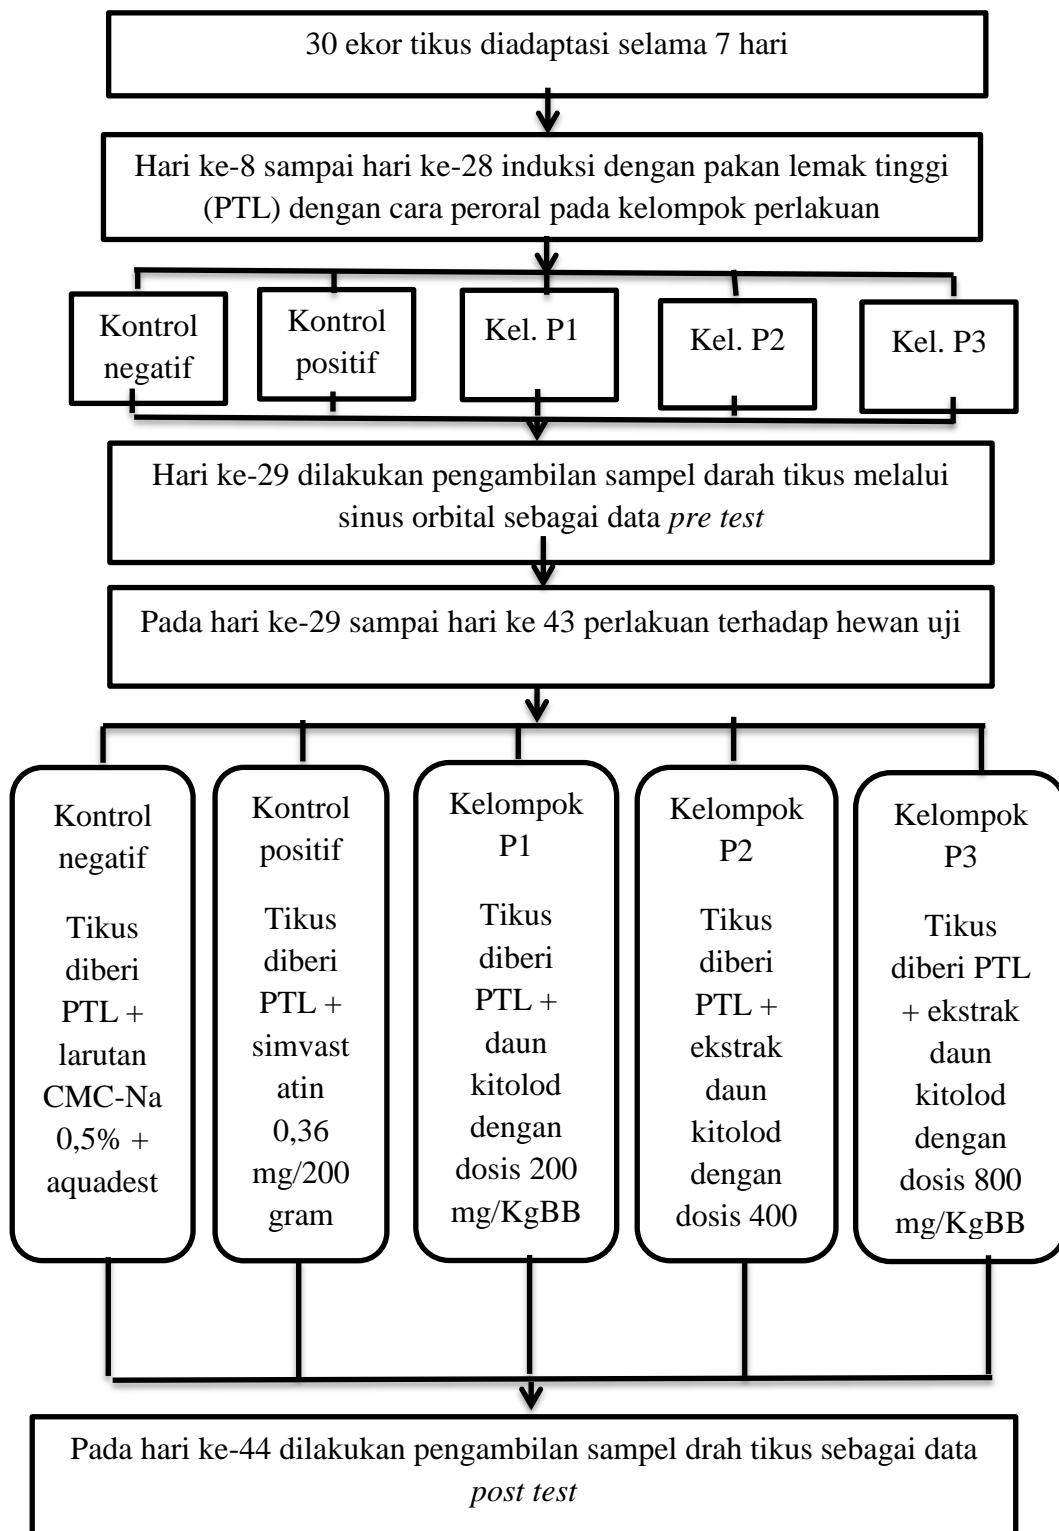 30 ekor tikus diadaptasi selama 7 hari
Hari ke-8 sampai hari ke-28 induksi dengan pakan lemak tinggi
(PTL) dengan cara peroral pada kelompok perlakuan
Kontrol
negatif
Kontrol
positif
Kel. P1
Kel. P2
Kel. P3
Hari ke-29 dilakukan pengambilan sampel darah tikus melalui
sinus orbital sebagai data pre test
Pada hari ke-29 sampai hari ke 43 perlakuan terhadap hewan uji
Kontrol
negatif
Tikus
diberi
PTL +
larutan
CMC-Na
0,5% +
aquadest
Kontrol
positif
Tikus
diberi
PTL +
simvast
atin
0,36
mg/200
gram
Kelompok
P1
Tikus
diberi
PTL +
daun
kitolod
dengan
dosis 200
mg/KgBB
Kelompok
P2
Tikus
diberi
PTL +
ekstrak
daun
kitolod
dengan
dosis 400
Kelompok
P3
Tikus
diberi PTL
+ ekstrak
daun
kitolod
dengan
dosis 800
mg/KgBB
Pada hari ke-44 dilakukan pengambilan sampel drah tikus sebagai data
post test